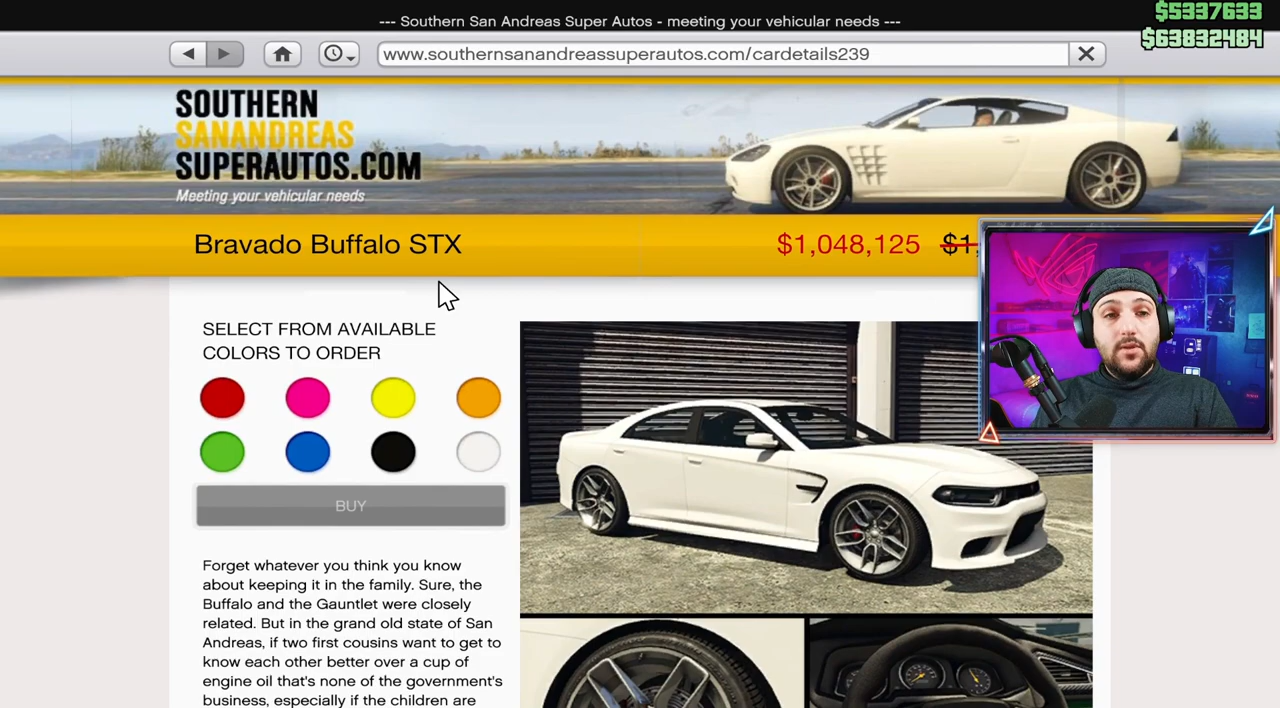 --- Southern San Andreas Super Autos - meeting your vehicular needs ---
$5337633
$63832484
www.southernsanandreassuperautos.com/cardetails239
SOUTHERN
SANANDREAS
SUPERAUTOS.COM
Meeting your vehicular needs
Bravado Buffalo STX
$1,048,125 $1,
SELECT FROM AVAILABLE
COLORS TO ORDER
BUY
Forget whatever you think you know
about keeping it in the family. Sure, the
Buffalo and the Gauntlet were closely
related. But in the grand old state of San
Andreas, if two first cousins want to get to
know each other better over a cup of
engine oil that's none of the government's
business, especially if the children are